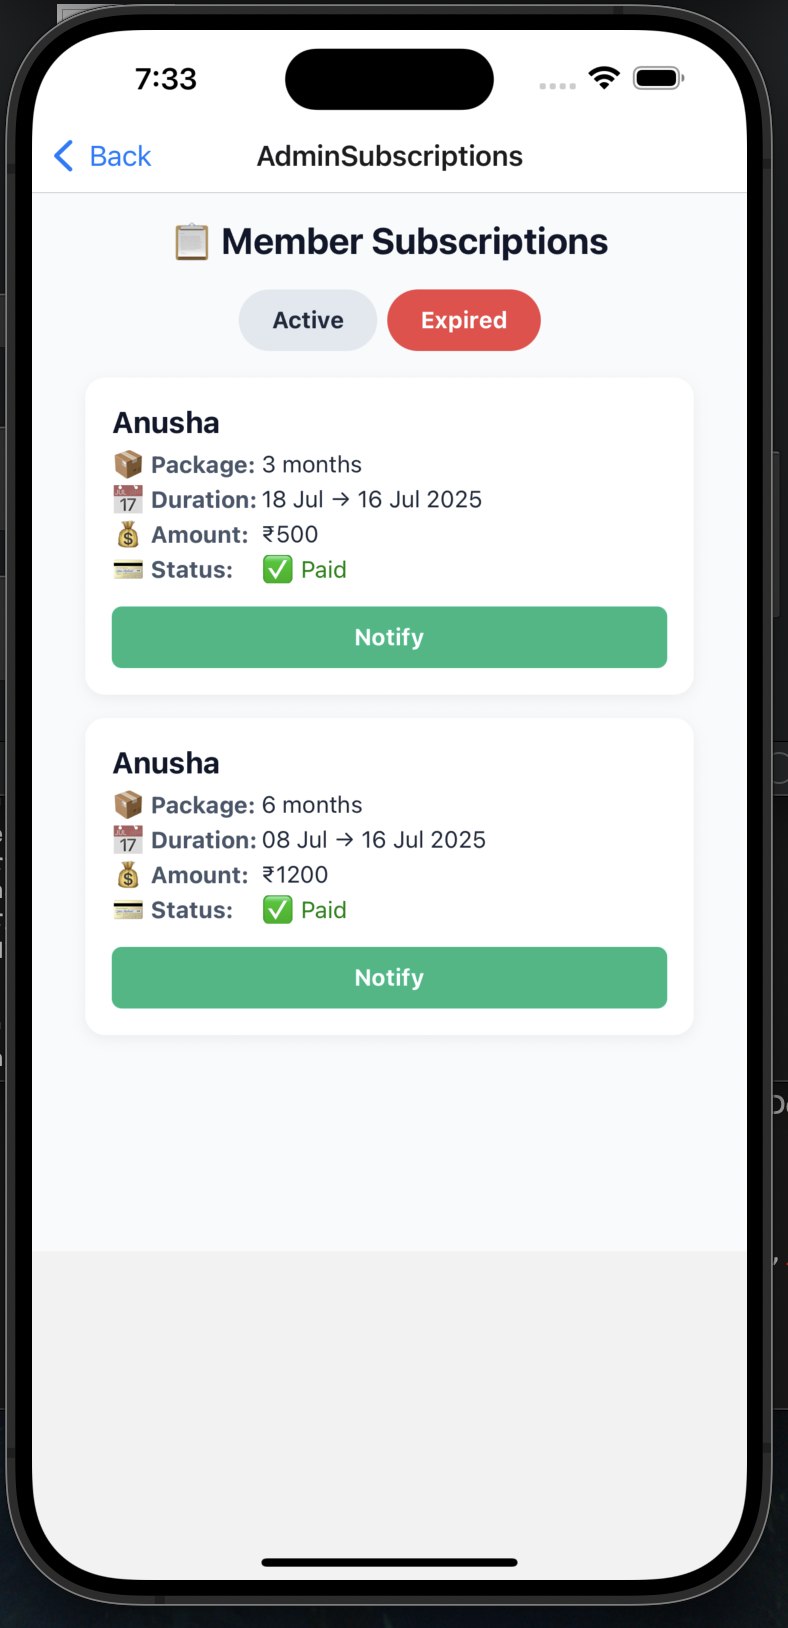 7:33
Back
AdminSubscriptions
📋 Member Subscriptions
Active
Expired
Anusha
📦 Package: 3 months
📅 Duration: 18 Jul → 16 Jul 2025
💰 Amount: ₹500
💳 Status: ✅ Paid
Notify
Anusha
📦 Package: 6 months
📅 Duration: 08 Jul → 16 Jul 2025
💰 Amount: ₹1200
💳 Status: ✅ Paid
Notify